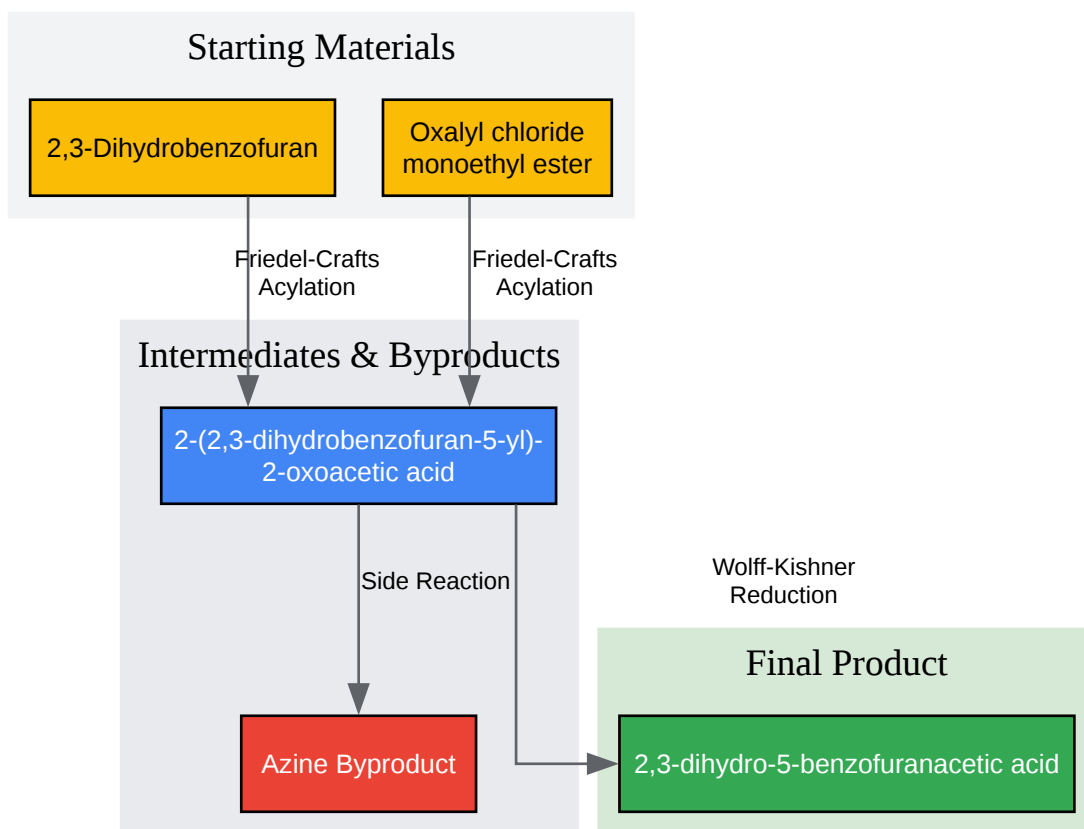 Starting Materials
2,3-Dihydrobenzofuran
Oxalyl chloride
monoethyl ester
Friedel-Crafts
Acylation
Friedel-Crafts
Acylation
Intermediates & Byproducts
2-(2,3-dihydrobenzofuran-5-yl)-
2-oxoacetic acid
Side Reaction
Wolff-Kishner
Reduction
Final Product
Azine Byproduct
2,3-dihydro-5-benzofuranacetic acid